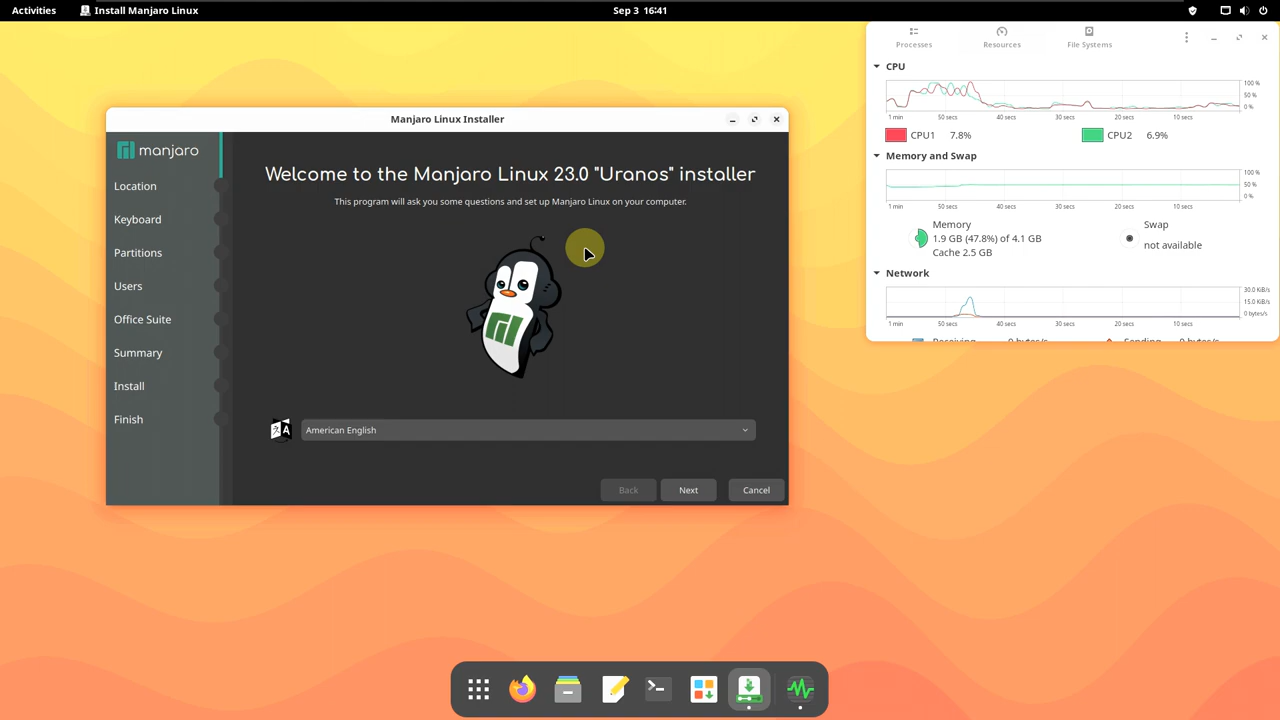 Activities
Install Manjaro Linux
Sep 3 16:41
Processes
Resources
File Systems
CPU
100 %
50 %
0 %
1 min
50 secs
40 secs
30 secs
20 secs
10 secs
CPU1 7.8%
CPU2 6.9%
Memory and Swap
100 %
50 %
0 %
1 min
50 secs
40 secs
30 secs
20 secs
10 secs
Memory
1.9 GB (47.8%) of 4.1 GB
Cache 2.5 GB
Swap
not available
Network
30.0 KiB/s
15.0 KiB/s
0 bytes/s
1 min
50 secs
40 secs
30 secs
20 secs
10 secs
Receiving 0 bytes/s
Sending 0 bytes/s
Manjaro Linux Installer
manjaro
Location
Keyboard
Partitions
Users
Office Suite
Summary
Install
Finish
Welcome to the Manjaro Linux 23.0 "Uranos" installer
This program will ask you some questions and set up Manjaro Linux on your computer.
American English
Back
Next
Cancel